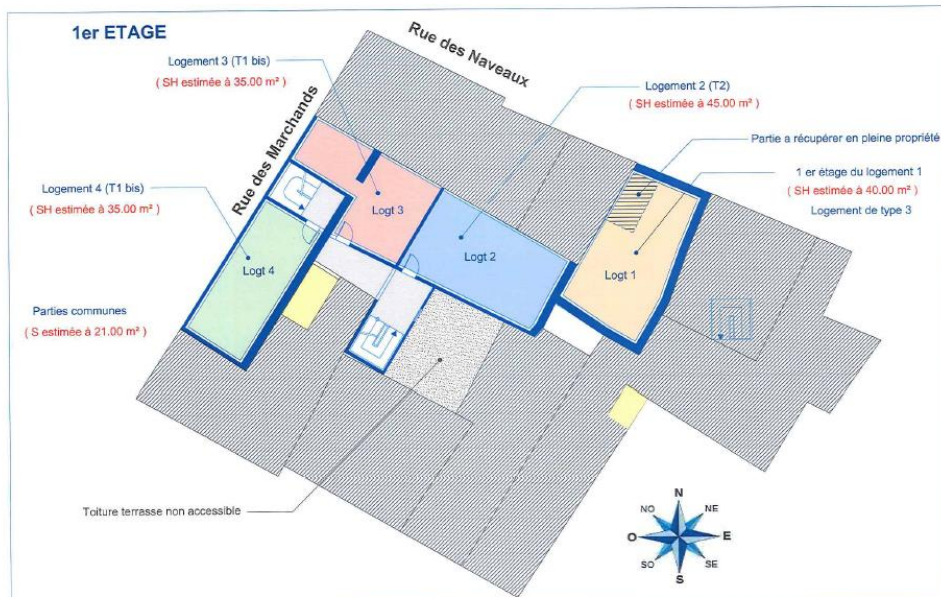 1er ETAGE
Rue des Naveaux
Logement 3 (T1 bis)
( SH estimée à 35.00 m² )
Rue des Marchands
Logement 2 (T2)
( SH estimée à 45.00 m² )
Partie a récupérer en pleine propriété
1 er étage du logement 1
( SH estimée à 40.00 m² )
Logement de type 3
Logement 4 (T1 bis)
( SH estimée à 35.00 m² )
Logt 3
Logt 2
Logt 1
Logt 4
Parties communes
( S estimée à 21.00 m² )
Toiture terrasse non accessible
N
NO
NE
O
E
SO
SE
S